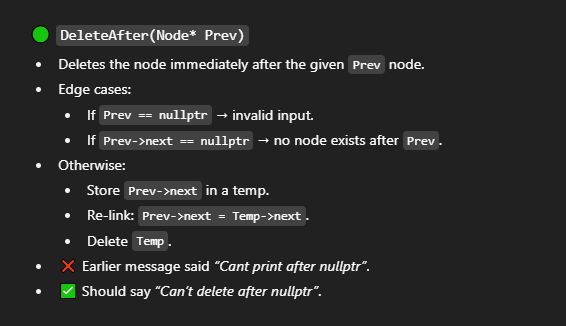 DeleteAfter(Node* Prev)
Deletes the node immediately after the given Prev node.
Edge cases:
If Prev == nullptr → invalid input.
If Prev->next == nullptr → no node exists after Prev.
Otherwise:
Store Prev->next in a temp.
Re-link: Prev->next = Temp->next.
Delete Temp.
❌ Earlier message said “Cant print after nullptr”.
✅ Should say “Can’t delete after nullptr”.